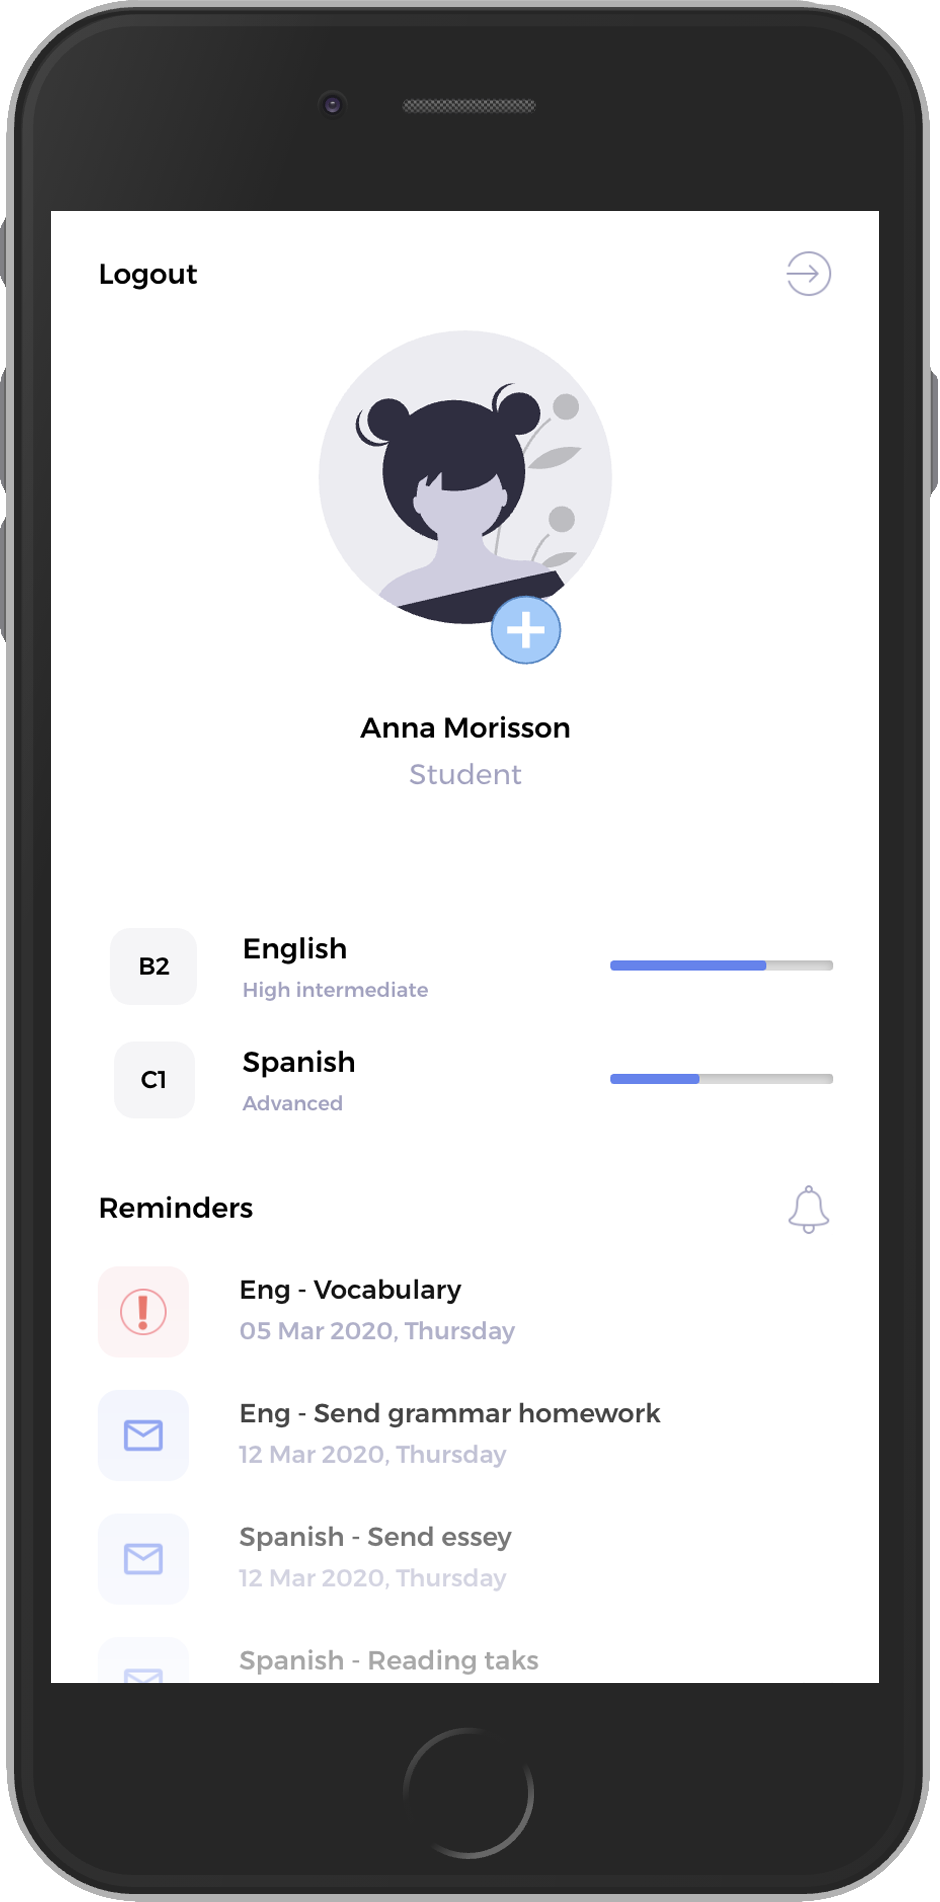 Logout
Anna Morisson
Student
B2
English
High intermediate
C1
Spanish
Advanced
Reminders
Eng - Vocabulary
05 Mar 2020, Thursday
Eng - Send grammar homework
12 Mar 2020, Thursday
Spanish - Send essey
12 Mar 2020, Thursday
Spanish - Reading taks